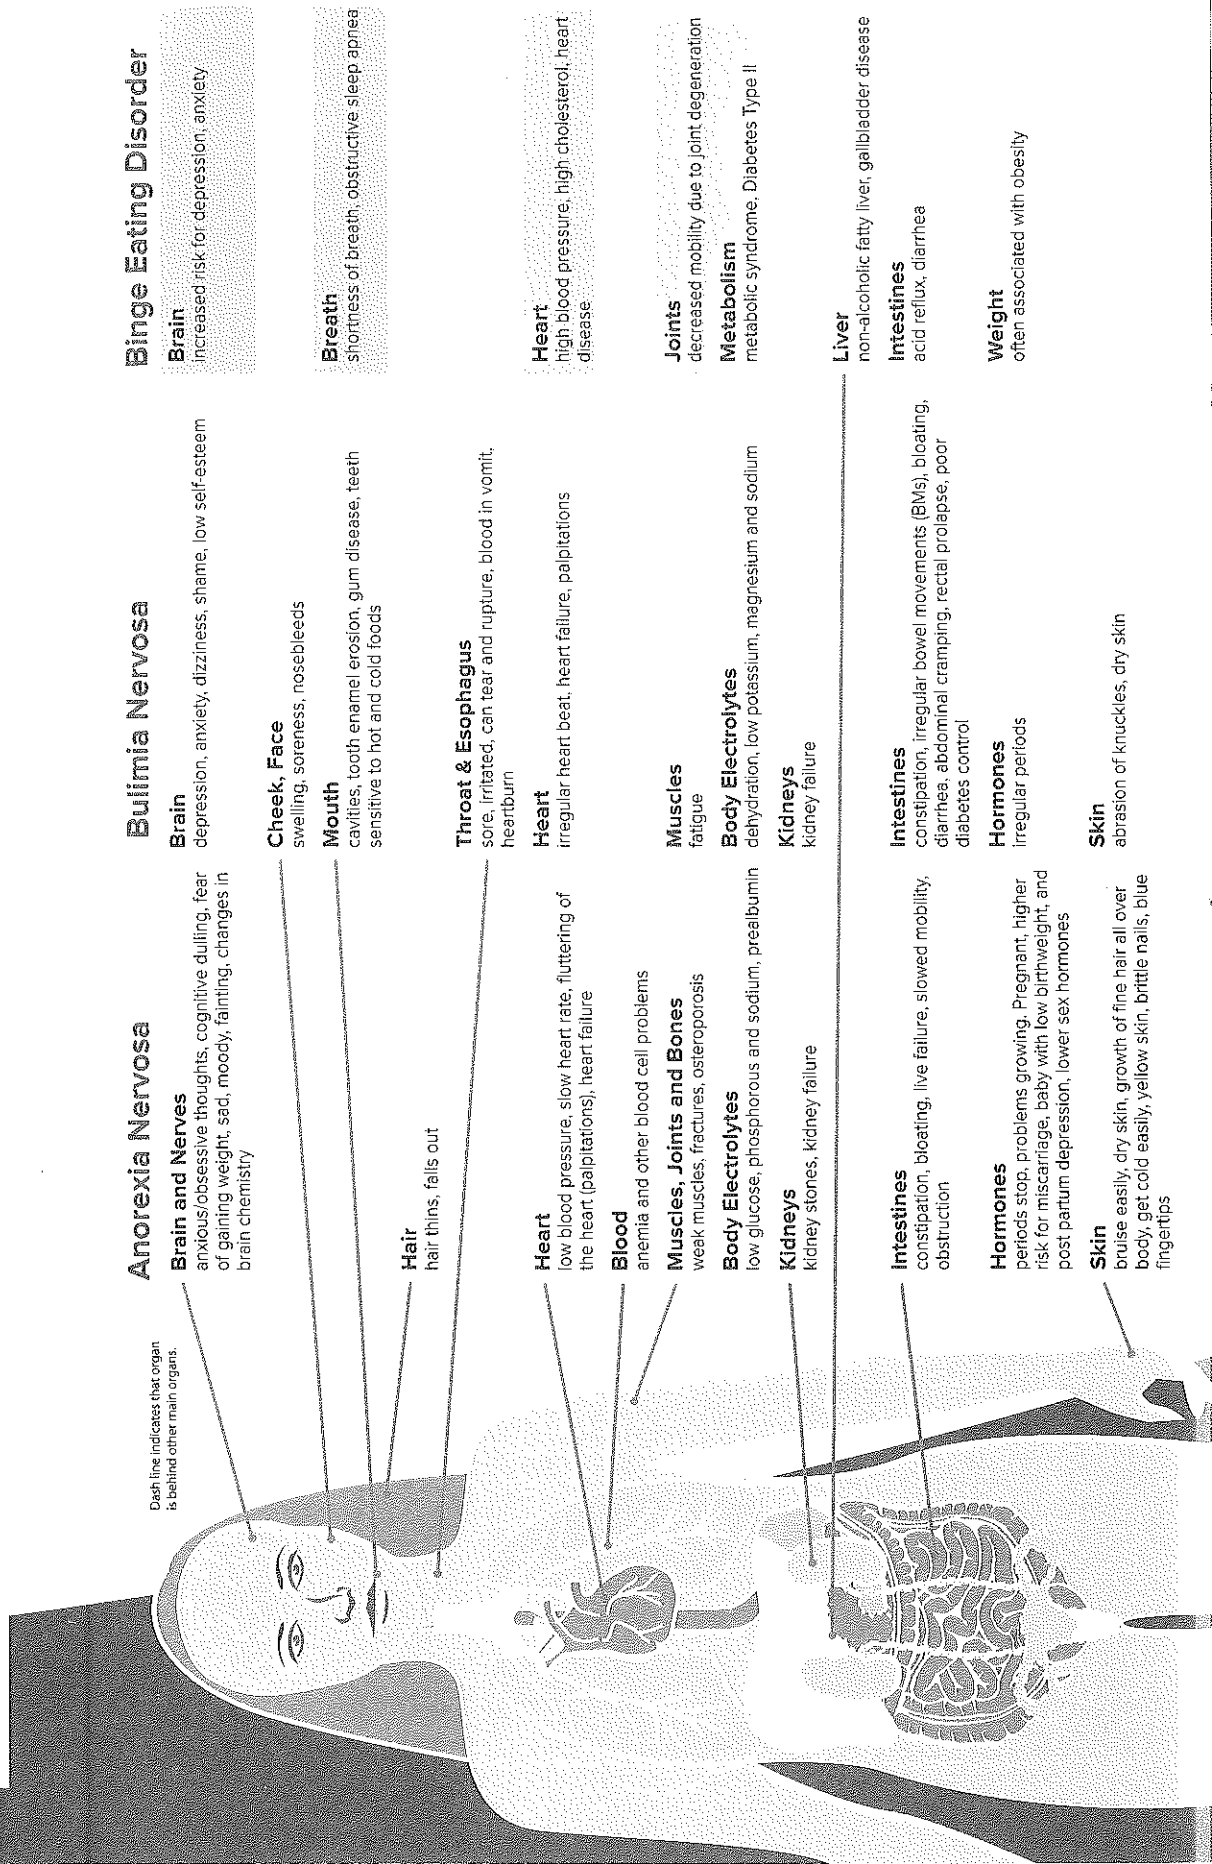 Dash line indicates that organ
is behind other main organs.
Anorexia Nervosa
Brain and Nerves
anxious/obsessive thoughts, cognitive dulling, fear
of gaining weight, sad, moody, fainting, changes in
brain chemistry
Hair
hair thins, falls out
Heart
low blood pressure, slow heart rate, fluttering of
the heart (palpitations), heart failure
Blood
anemia and other blood cell problems
Muscles, Joints and Bones
weak muscles, fractures, osteroporosis
Body Electrolytes
low glucose, phosphorous and sodium, prealbumin
Kidneys
kidney stones, kidney failure
Intestines
constipation, bloating, live failure, slowed mobility,
obstruction
Hormones
periods stop, problems growing. Pregnant, higher
risk for miscarriage, baby with low birthweight, and
post partum depression, lower sex hormones
Skin
bruise easily, dry skin, growth of fine hair all over
body, get cold easily, yellow skin, brittle nails, blue
fingertips
Bulimia Nervosa
Brain
depression, anxiety, dizziness, shame, low self-esteem
Cheek, Face
swelling, soreness, nosebleeds
Mouth
cavities, tooth enamel erosion, gum disease, teeth
sensitive to hot and cold foods
Throat & Esophagus
sore, irritated, can tear and rupture, blood in vomit,
heartburn
Heart
irregular heart beat, heart failure, palpitations
Muscles
fatigue
Body Electrolytes
dehydration, low potassium, magnesium and sodium
Kidneys
kidney failure
Intestines
constipation, irregular bowel movements (BMs), bloating,
diarrhea, abdominal cramping, rectal prolapse, poor
diabetes control
Hormones
irregular periods
Skin
abrasion of knuckles, dry skin
Binge Eating Disorder
Brain
increased risk for depression, anxiety
Breath
shortness of breath, obstructive sleep apnea
Heart
high blood pressure, high cholesterol, heart
disease
Joints
decreased mobility due to joint degeneration
Metabolism
metabolic syndrome, Diabetes Type II
Liver
non-alcoholic fatty liver, gallbladder disease
Intestines
acid reflux, diarrhea
Weight
often associated with obesity